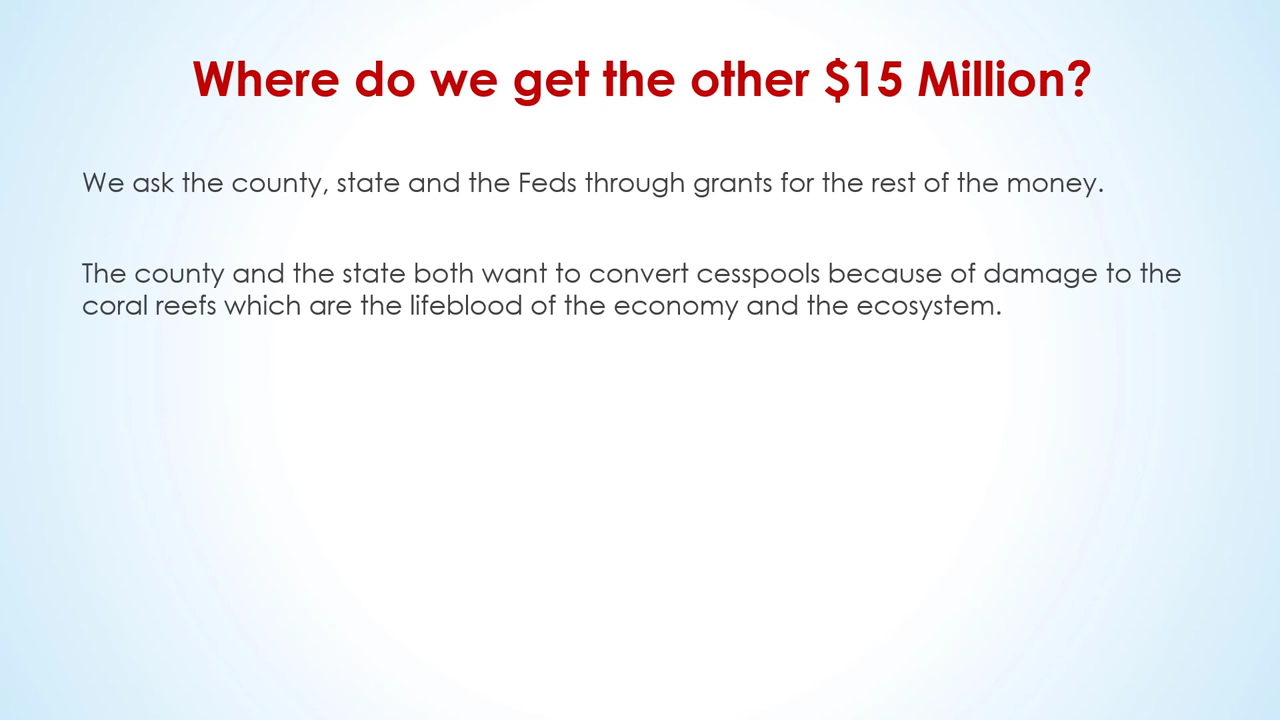 Where do we get the other $15 Million?
We ask the county, state and the Feds through grants for the rest of the money.
The county and the state both want to convert cesspools because of damage to the
coral reefs which are the lifeblood of the economy and the ecosystem.